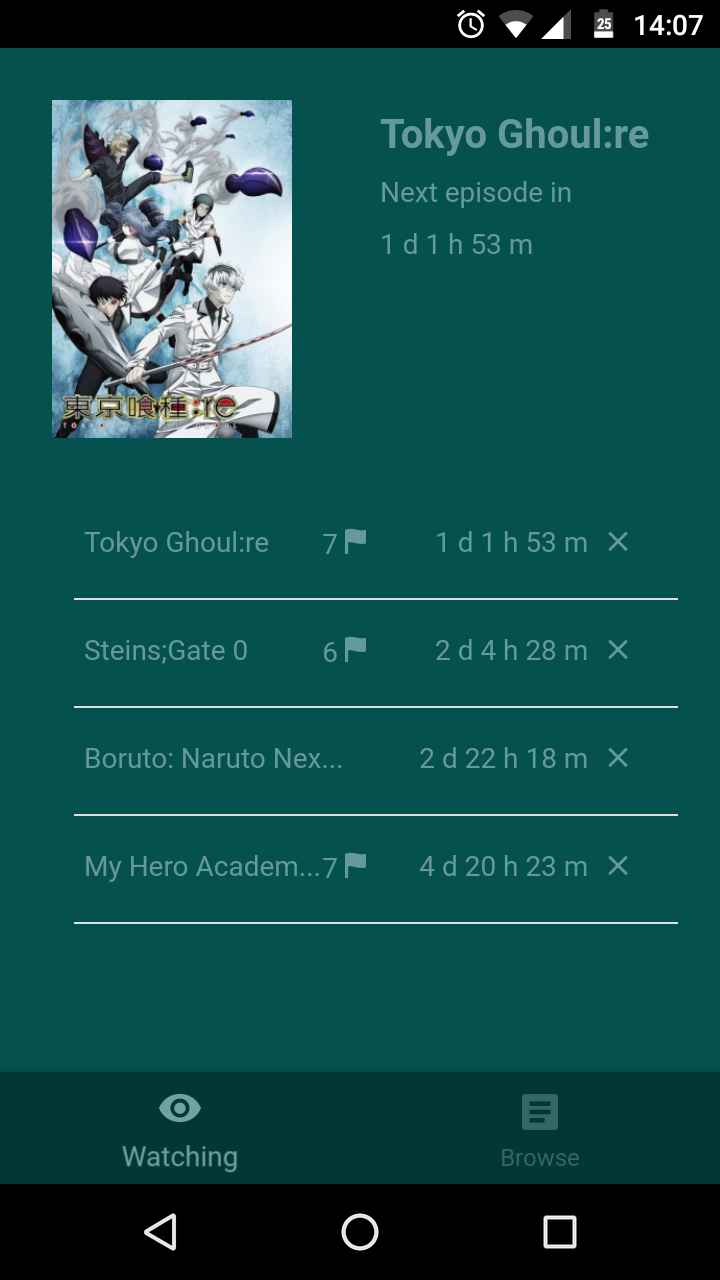 25 14:07
東京喰種:re
TOKYO GHOUL
Tokyo Ghoul:re
Next episode in
1 d 1 h 53 m
Tokyo Ghoul:re 7 1 d 1 h 53 m
Steins;Gate 0 6 2 d 4 h 28 m
Boruto: Naruto Nex... 2 d 22 h 18 m
My Hero Academ... 7 4 d 20 h 23 m
Watching Browse